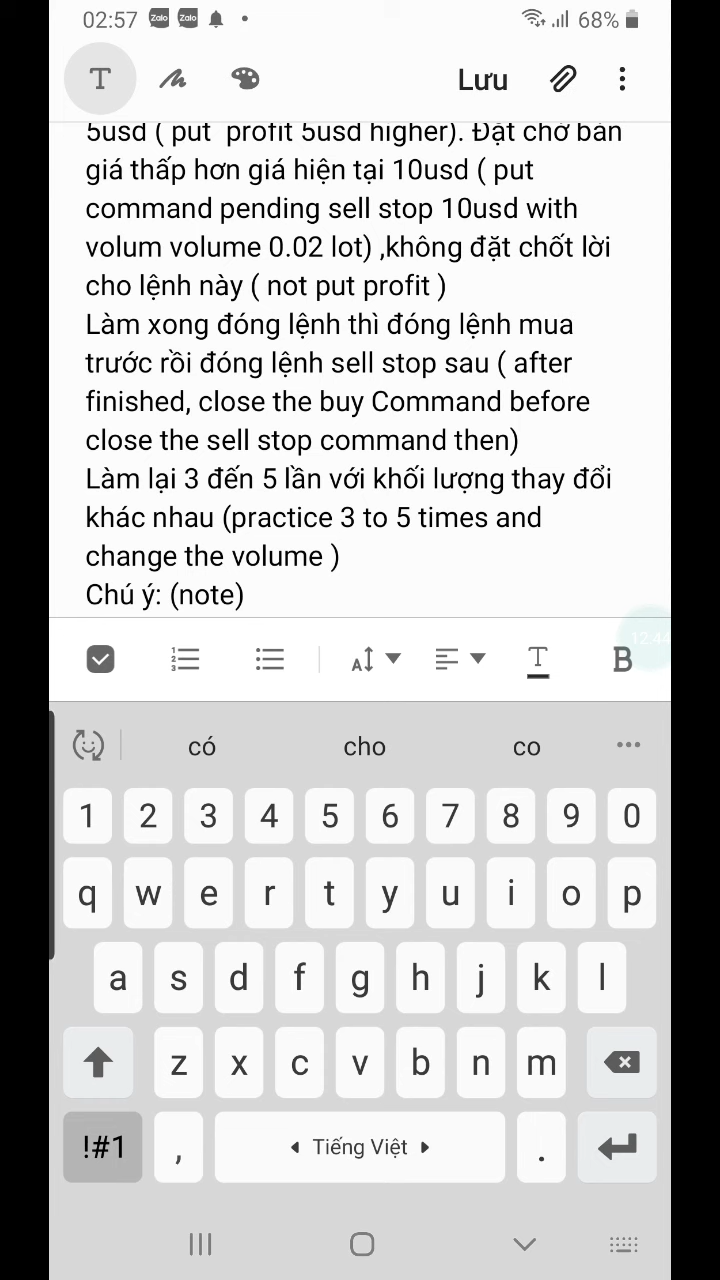 02:57 Zalo Zalo 68%
T Lưu
5usd ( put profit 5usd higher). Đặt chờ bán
giá thấp hơn giá hiện tại 10usd ( put
command pending sell stop 10usd with
volum volume 0.02 lot) ,không đặt chốt lời
cho lệnh này ( not put profit )
Làm xong đóng lệnh thì đóng lệnh mua
trước rồi đóng lệnh sell stop sau ( after
finished, close the buy Command before
close the sell stop command then)
Làm lại 3 đến 5 lần với khối lượng thay đổi
khác nhau (practice 3 to 5 times and
change the volume )
Chú ý: (note)
12:44
1 2 3 A T B
có cho co
1 2 3 4 5 6 7 8 9 0
q w e r t y u i o p
a s d f g h j k l
z x c v b n m
!#1 , Tiếng Việt .